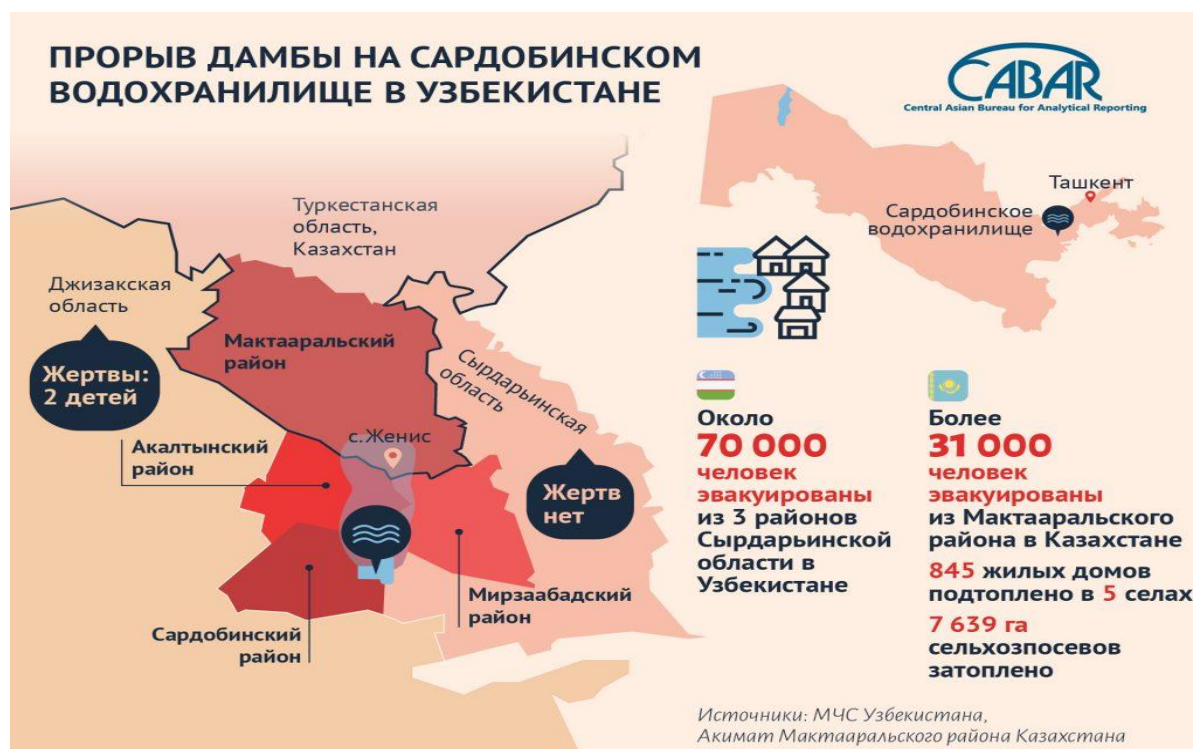 ПРОРЫВ ДАМБЫ НА САРДОБИНСКОМ
ВОДОХРАНИЛИЩЕ В УЗБЕКИСТАНЕ
CABAR
Central Asian Bureau for Analytical Reporting
Ташкент
Сардобинское
водохранилище
Туркестанская
область,
Казахстан
Джизакская
область
Жертвы:
2 детей
Мактааральский
район
Сырдарьинская
область
с.Женис
Акалтынский
район
Жертв
нет
Мирзаабадский
район
Сардобинский
район
Около
70 000
человек
эвакуированы
из 3 районов
Сырдарьинской
области в
Узбекистане
Более
31 000
человек
эвакуированы
из Мактааральского
района в Казахстане
845 жилых домов
подтоплено в 5 селах
7 639 га
сельхозпосевов
затоплено
Источники: МЧС Узбекистана,
Акимат Мактааральского района Казахстана